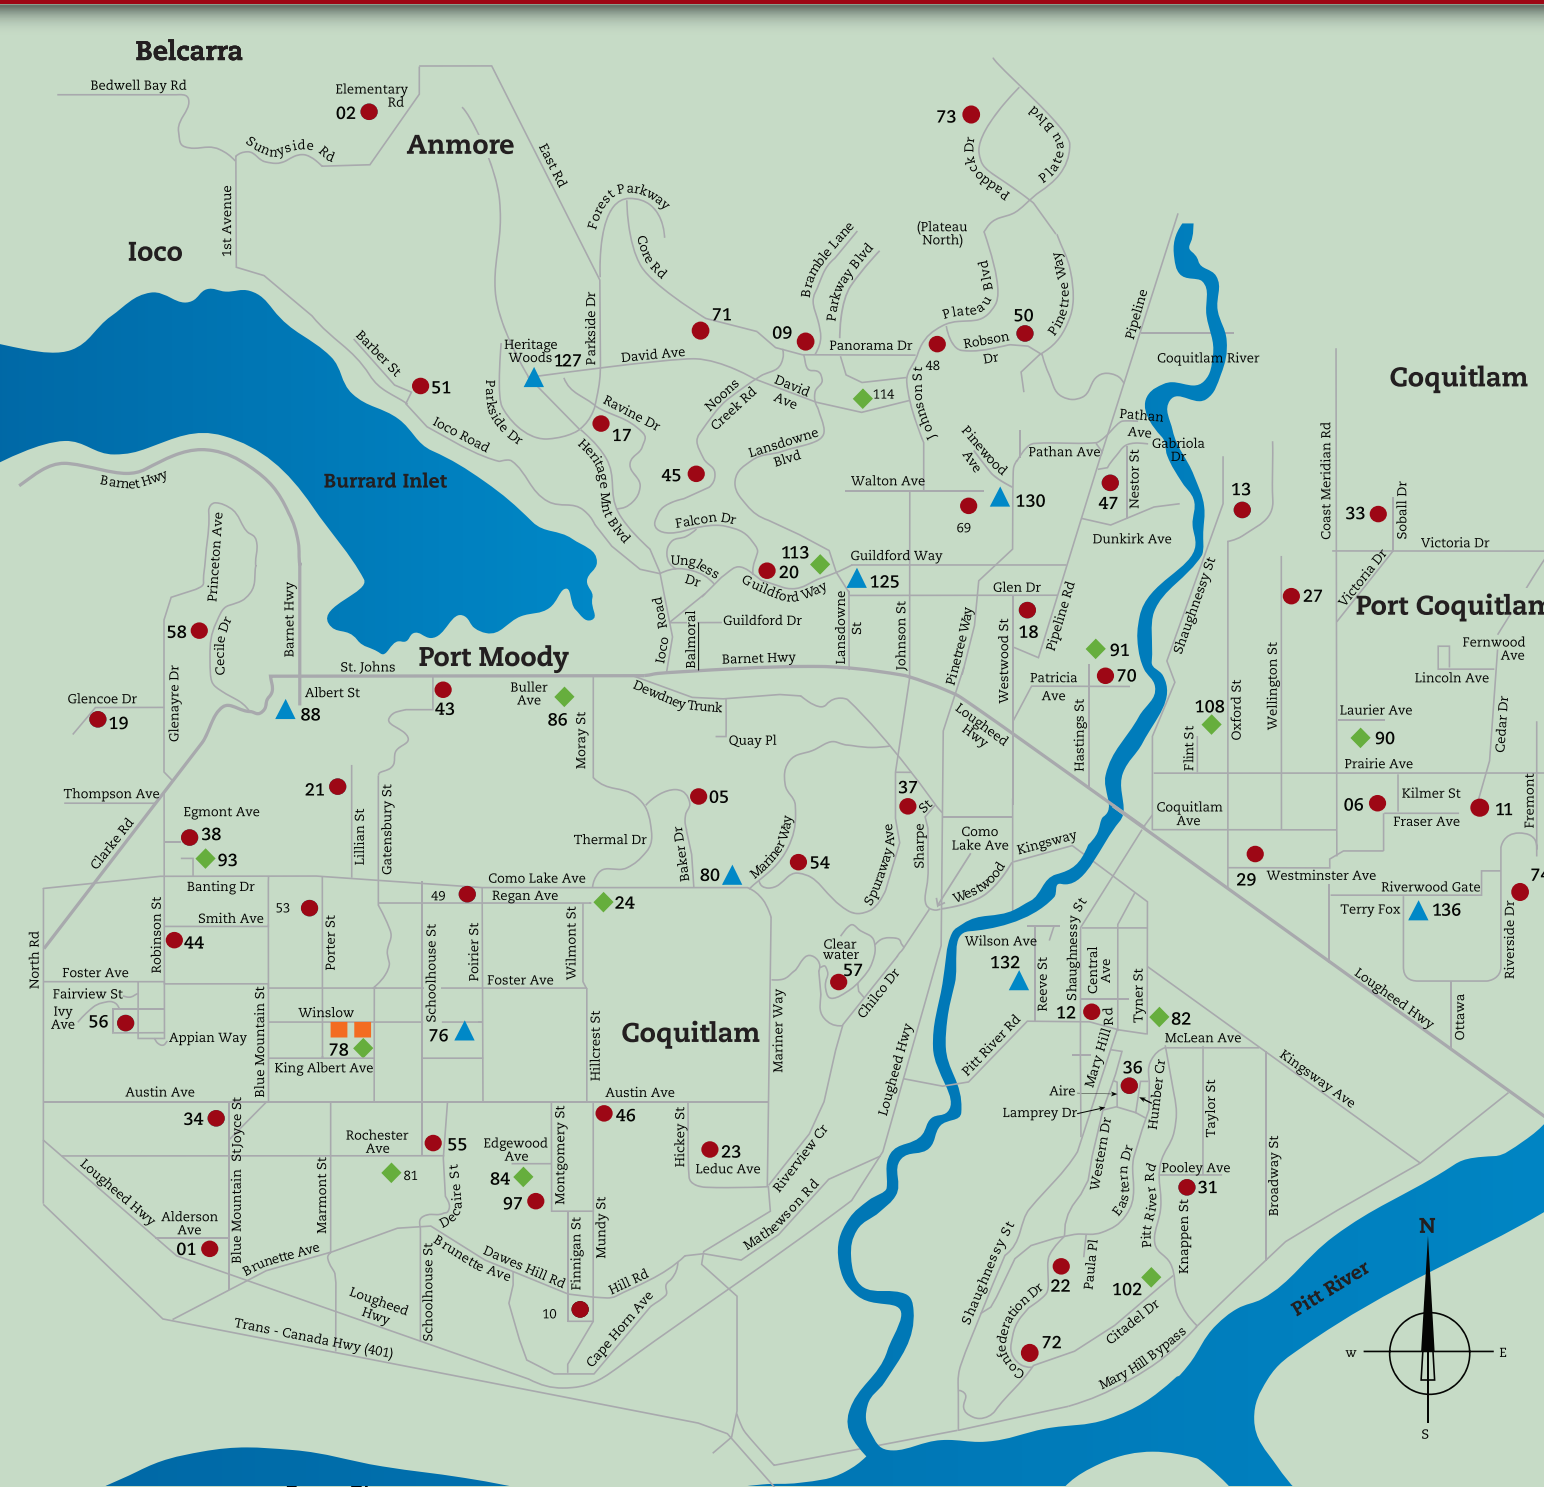 Belcarra
Bedwell Bay Rd
Elementary
Rd
02
Sunnyside Rd
Anmore
East Rd
73
Paddock Dr
Plateau Blvd
1st Avenue
Ioco
Forest Parkway
Core Rd
Bramble Lane
Parkway Blvd
(Plateau
North)
Plateau Blvd
Pinetree Way
Pipeline
Parkside Dr
71
09
50
Panorama Dr
48
Robson
Dr
Coquitlam River
Barber St
51
Heritage
Woods
127
David Ave
Coquitlam
Parkside Dr
Ravine Dr
17
Noons
Creek Rd
David
Ave
114
Johnson St
Ioco Road
Heritage Mnt Blvd
Lansdowne
Blvd
Pinewood
Ave
Pathan
Ave
Pathan Ave
Gabriola
Dr
Coast Meridian Rd
Barnet Hwy
Burrard Inlet
45
Walton Ave
69
130
47
Nestor St
13
33
Soball Dr
Princeton Ave
Falcon Dr
Dunkirk Ave
Victoria Dr
Victoria Dr
Ungless
Dr
113
20
Guildford Way
Guildford Way
125
Glen Dr
18
Pipeline Rd
Shaughnessy St
27
Port Coquitlam
Barnet Hwy
58
Cecile Dr
Ioco Road
Balmoral
Guildford Dr
Barnet Hwy
Lansdowne
St
Johnson St
Pinetree Way
Westwood St
91
70
Patricia
Ave
Fernwood
Ave
Lincoln Ave
Port Moody
St. Johns
Glencoe Dr
19
Glenayre Dr
Albert St
88
43
Buller
Ave
86
Moray St
Dewdney Trunk
Quay Pl
Lougheed
Hwy
Hastings St
108
Flint St
Oxford St
Wellington St
Laurier Ave
90
Prairie Ave
Cedar Dr
Thompson Ave
21
Egmont Ave
38
93
Clarke Rd
Lillian St
Gatensbury St
05
Thermal Dr
Baker Dr
Mariner Way
54
37
Sharpe St
Spuraway Ave
Como
Lake Ave
Kingsway
Westwood
Coquitlam
Ave
06
Kilmer St
Fraser Ave
11
Fremont
29
Westminster Ave
Riverwood Gate
74
Terry Fox
136
Riverside Dr
Banting Dr
Como Lake Ave
80
49
Regan Ave
24
53
Smith Ave
44
Robinson St
Porter St
Schoolhouse St
Poirier St
Wilmont St
North Rd
Foster Ave
Foster Ave
Fairview St
Ivy
Ave
56
Appian Way
Blue Mountain St
Winslow
78
King Albert Ave
76
Hillcrest St
Coquitlam
Mariner Way
Clear
water
57
Chilco Dr
Lougheed Hwy
Wilson Ave
132
Reeve St
Shaughnessy St
Central
Ave
Tyner St
12
82
McLean Ave
Pitt River Rd
Mary Hill Rd
Lougheed Hwy
Ottawa
Kingsway Ave
Austin Ave
Austin Ave
34
Joyce St
46
36
Aire
Lamprey Dr
Humber Cr
Taylor St
Rochester
Ave
55
81
Edgewood
Ave
84
97
Montgomery St
Hickey St
23
Leduc Ave
Riverview Cr
Mathewson Rd
Western Dr
Eastern Dr
Pitt River Rd
Pooley Ave
31
Knappen St
Broadway St
Lougheed Hwy
Alderson
Ave
01
Blue Mountain St
Marmont St
Decaire St
Brunette Ave
Brunette Ave
Dawes Hill Rd
Finnigan St
Mundy St
Hill Rd
10
Cape Horn Ave
Lougheed
Hwy
Schoolhouse St
Trans - Canada Hwy (401)
Shaughnessy St
22
Paula Pl
102
Confederation Dr
72
Citadel Dr
Mary Hill Bypass
Pitt River
N
W
E
S